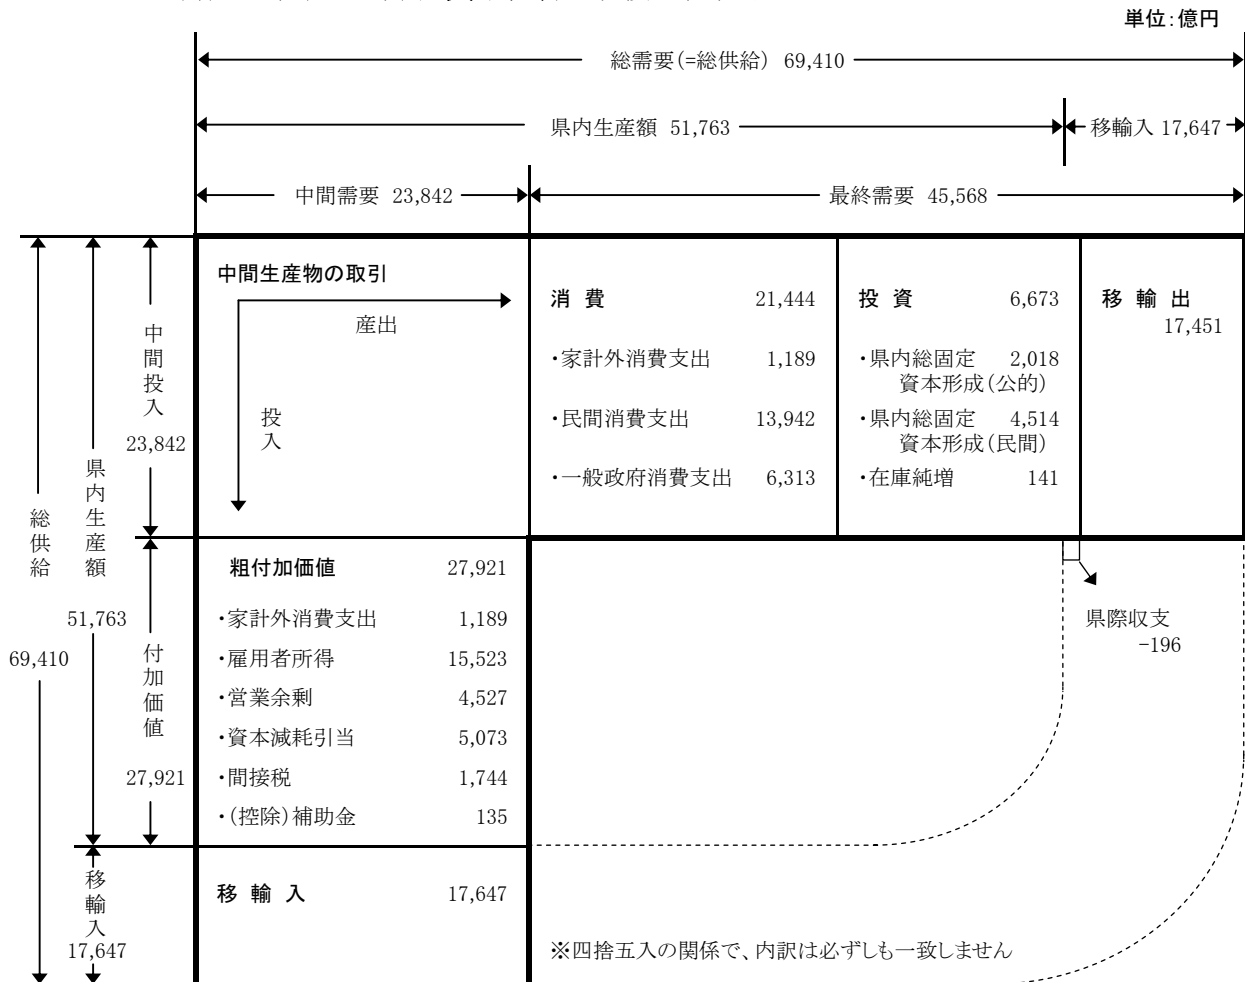 単位：億円
総需要(=総供給) 69,410
県内生産額 51,763
移輸入 17,647
中間需要 23,842
最終需要 45,568
中間生産物の取引
産出
投入
消 費 21,444
・家計外消費支出 1,189
・民間消費支出 13,942
・一般政府消費支出 6,313
投 資 6,673
・県内総固定 2,018
資本形成(公的)
・県内総固定 4,514
資本形成(民間)
・在庫純増 141
移 輸 出
17,451
中間投入
23,842
県内生産額
51,763
総供給
69,410
付加価値
27,921
移輸入
17,647
粗付加価値 27,921
・家計外消費支出 1,189
・雇用者所得 15,523
・営業余剰 4,527
・資本減耗引当 5,073
・間接税 1,744
・(控除)補助金 135
県際収支
-196
移 輸 入 17,647
※四捨五入の関係で、内訳は必ずしも一致しません